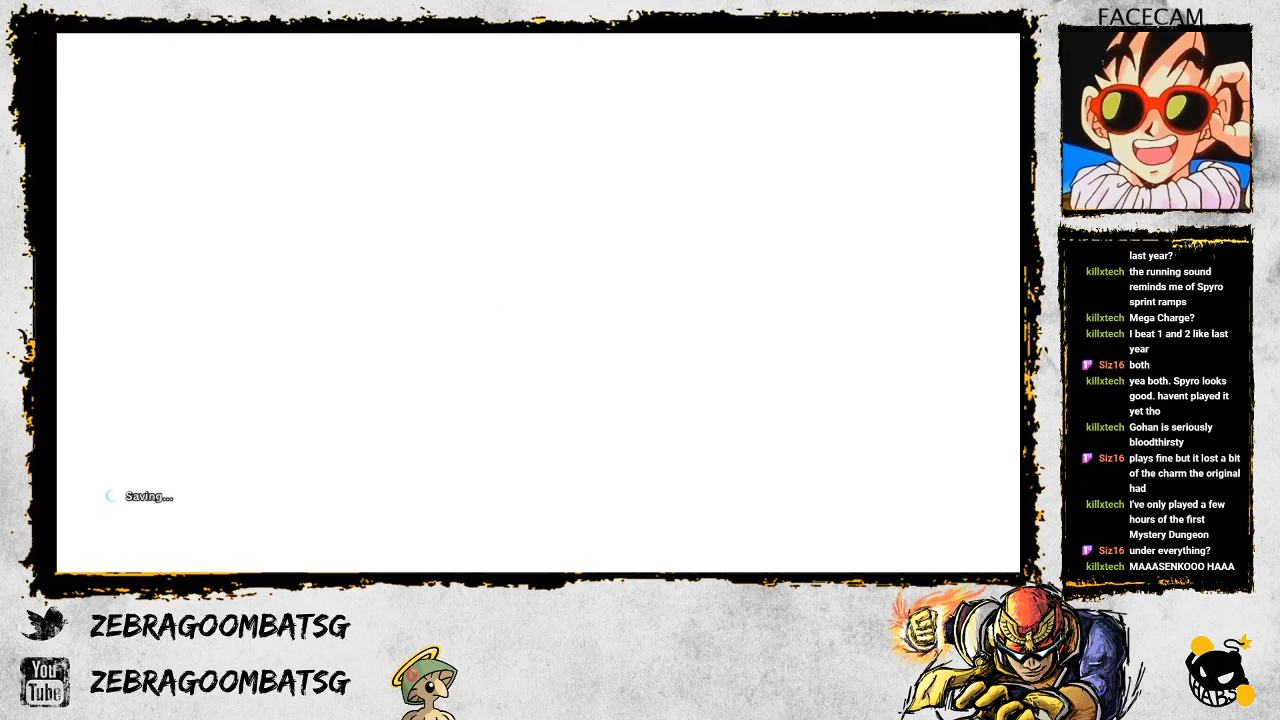 FACECAM
last year?
killxtech the running sound
reminds me of Spyro
sprint ramps
killxtech Mega Charge?
killxtech I beat 1 and 2 like last
year
Siz16 both
killxtech yea both. Spyro looks
good. havent played it
yet tho
killxtech Gohan is seriously
bloodthirsty
Siz16 plays fine but it lost a bit
of the charm the original
had
killxtech I've only played a few
hours of the first
Mystery Dungeon
Siz16 under everything?
killxtech MAAASENKOOO HAAA
Saving...
ZEBRAGOOMBATSG
You
Tube
ZEBRAGOOMBATSG
HABS